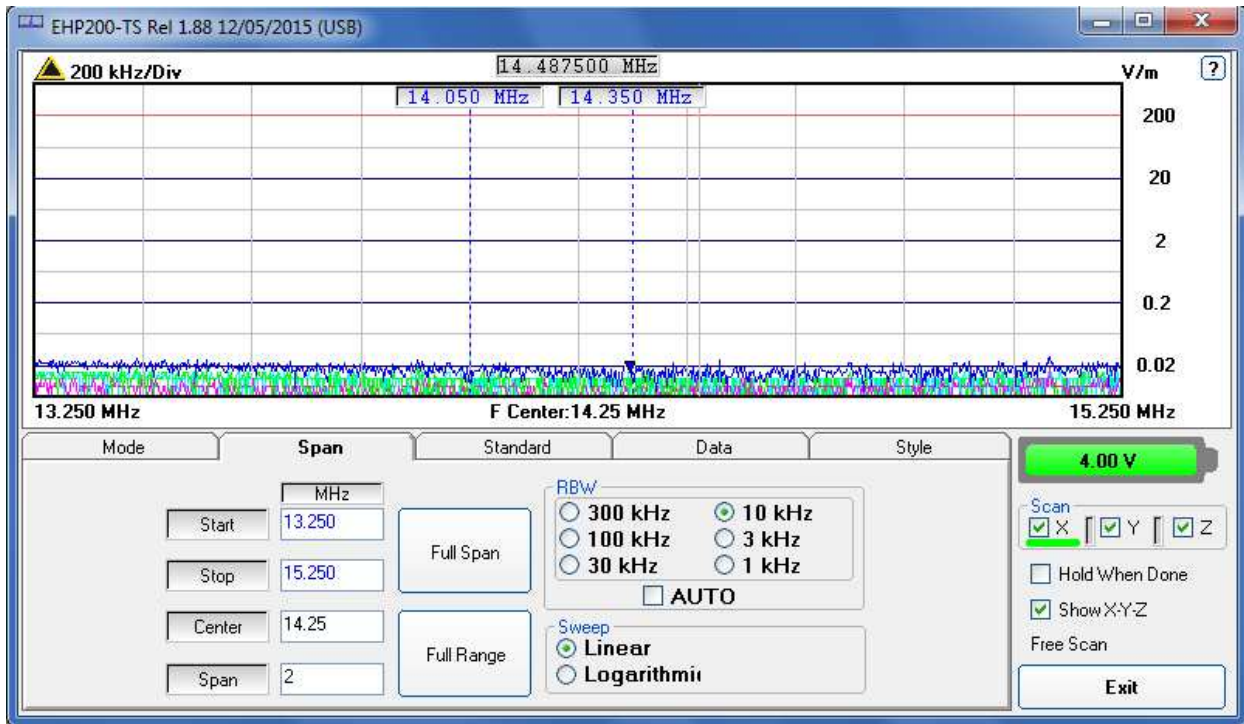 EHP200-TS Rel 1.88 12/05/2015 (USB)
200 kHz/Div
14.487500 MHz
V/m
?
14.050 MHz
14.350 MHz
200
20
2
0.2
0.02
13.250 MHz
F Center:14.25 MHz
15.250 MHz
Mode
Span
Standard
Data
Style
MHz
Start
13.250
Stop
15.250
Center
14.25
Span
2
Full Span
Full Range
RBW
300 kHz
10 kHz
100 kHz
3 kHz
30 kHz
1 kHz
AUTO
Sweep
Linear
Logarithmi
4.00 V
Scan
X
Y
Z
Hold When Done
Show X-Y-Z
Free Scan
Exit